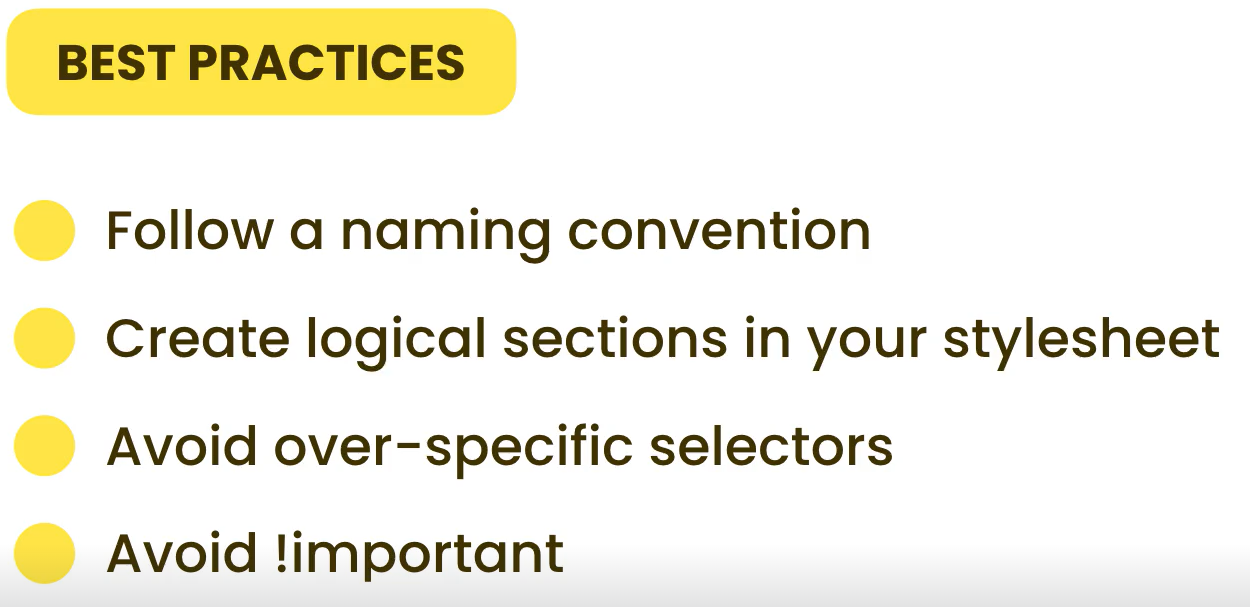 BEST PRACTICES
Follow a naming convention
Create logical sections in your stylesheet
Avoid over-specific selectors
Avoid !important